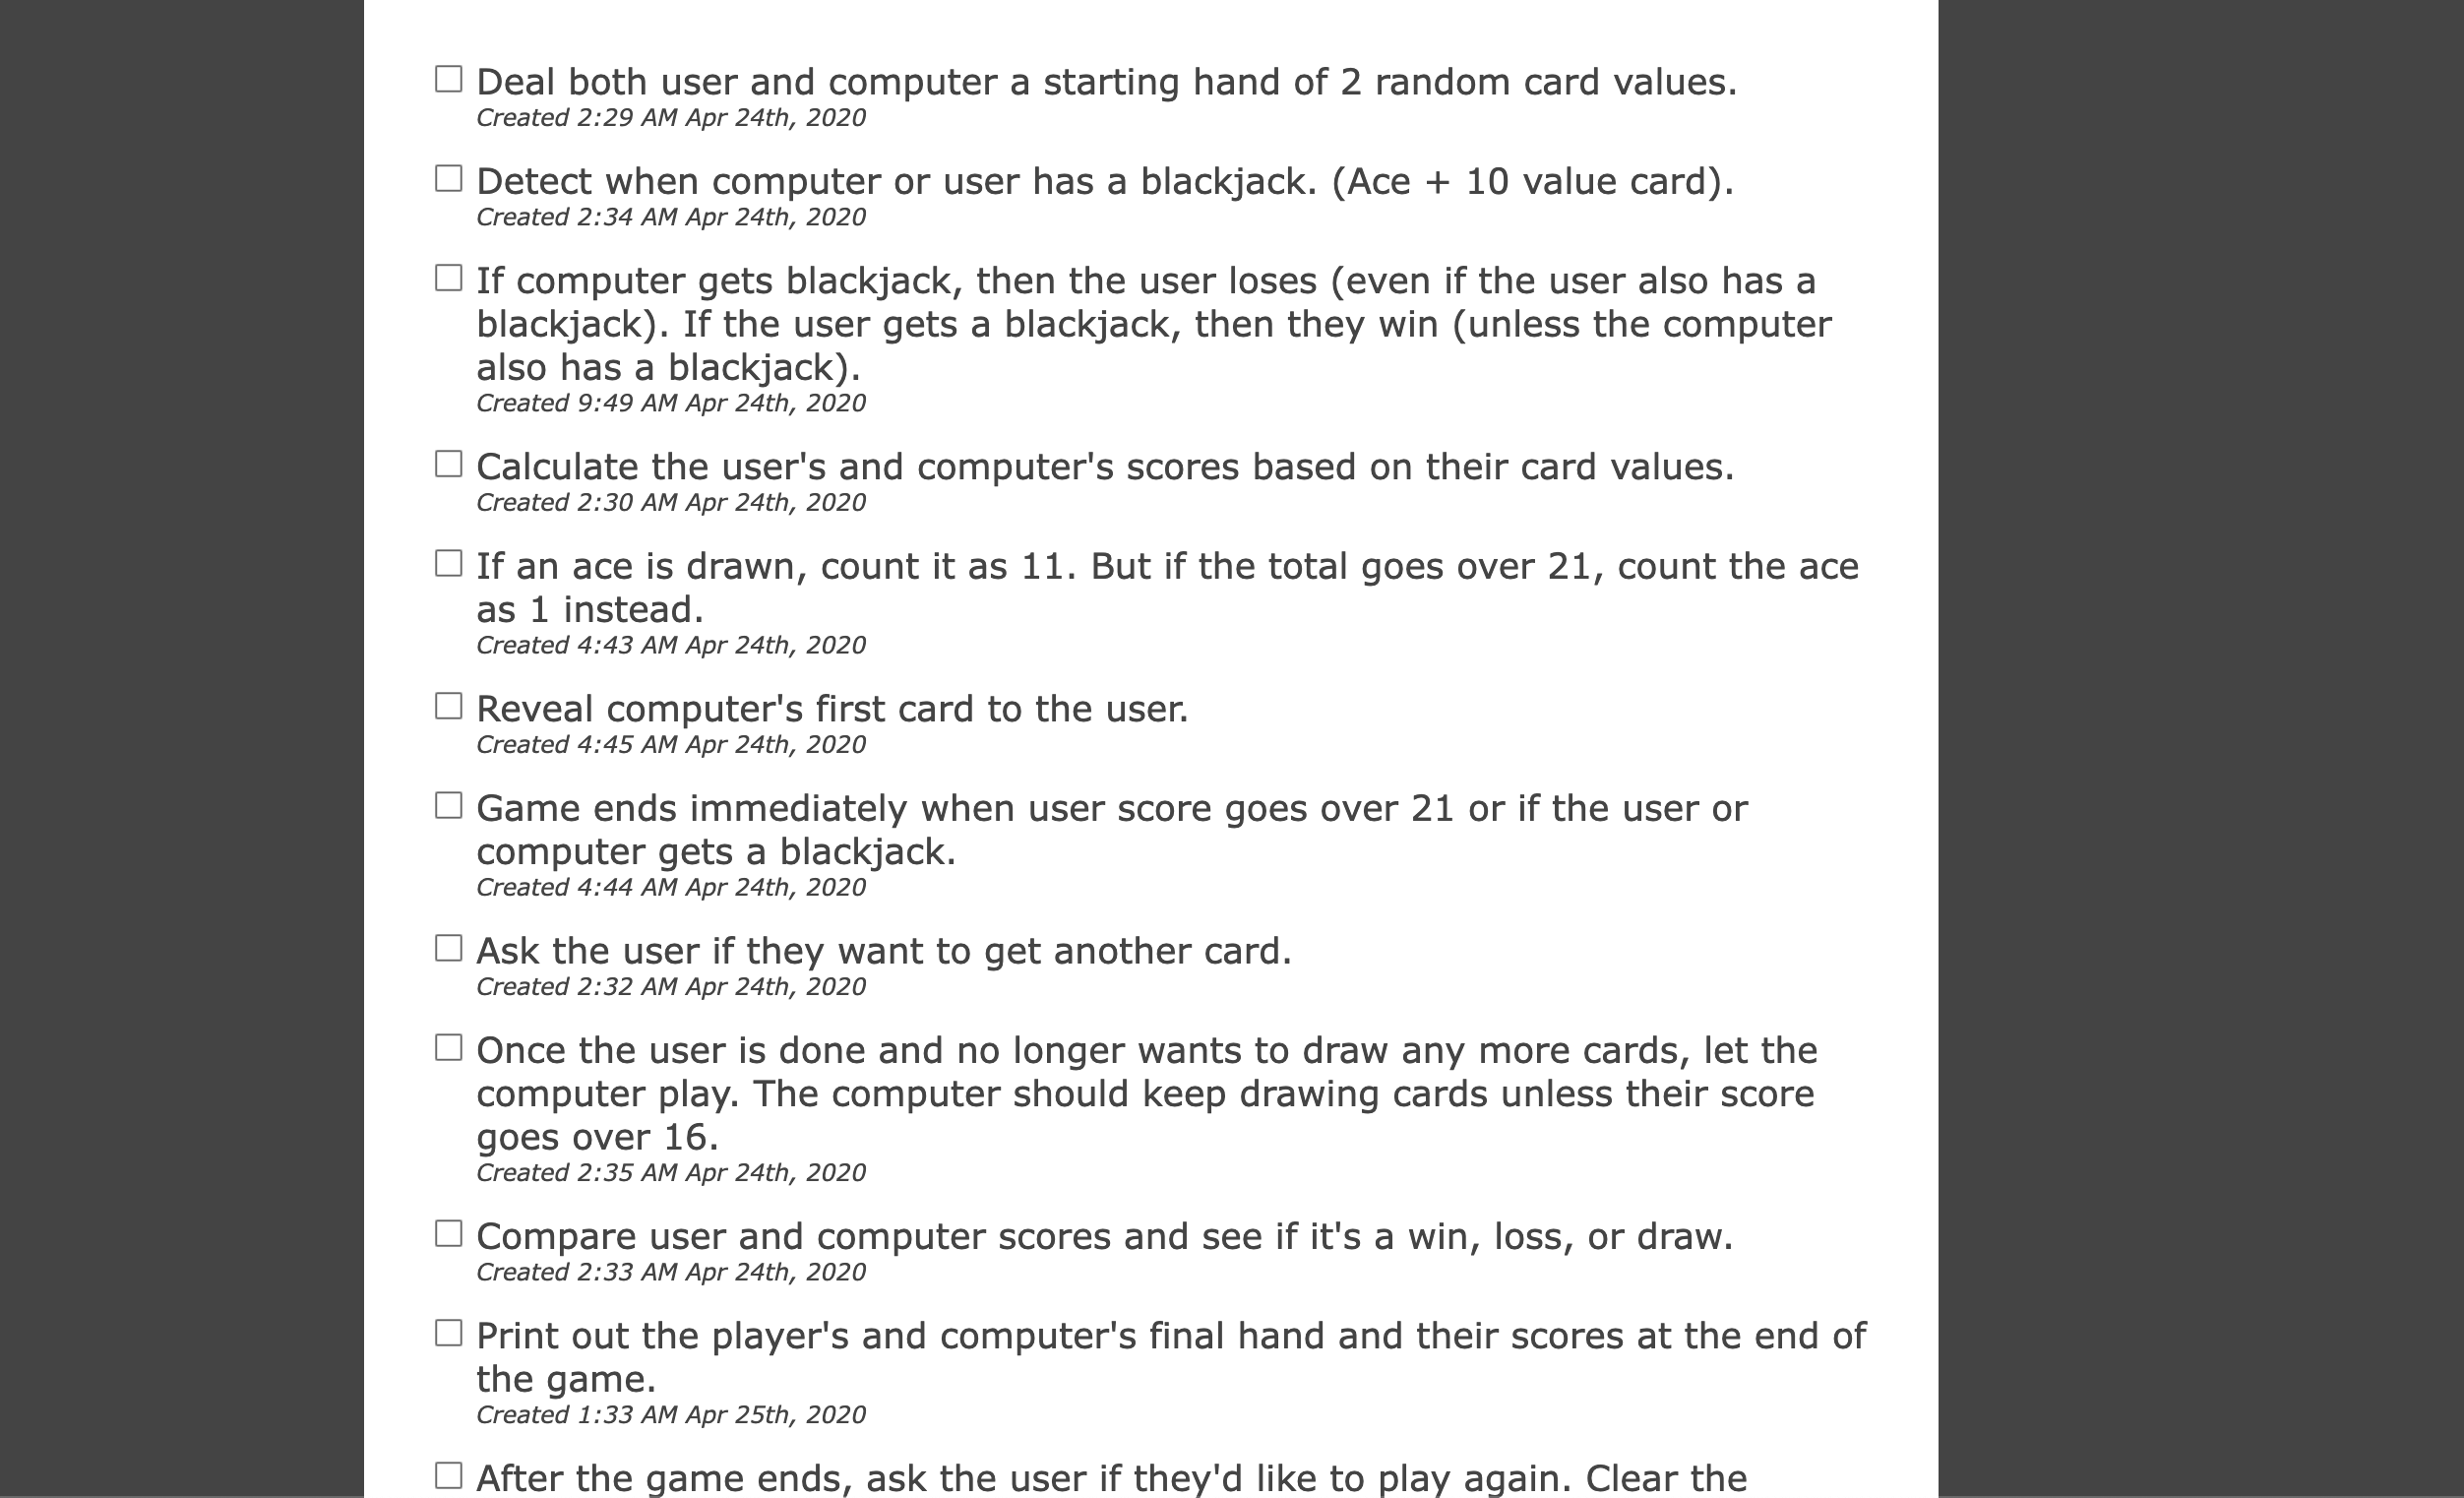 Deal both user and computer a starting hand of 2 random card values.
Created 2:29 AM Apr 24th, 2020
Detect when computer or user has a blackjack. (Ace + 10 value card).
Created 2:34 AM Apr 24th, 2020
If computer gets blackjack, then the user loses (even if the user also has a
blackjack). If the user gets a blackjack, then they win (unless the computer
also has a blackjack).
Created 9:49 AM Apr 24th, 2020
Calculate the user's and computer's scores based on their card values.
Created 2:30 AM Apr 24th, 2020
If an ace is drawn, count it as 11. But if the total goes over 21, count the ace
as 1 instead.
Created 4:43 AM Apr 24th, 2020
Reveal computer's first card to the user.
Created 4:45 AM Apr 24th, 2020
Game ends immediately when user score goes over 21 or if the user or
computer gets a blackjack.
Created 4:44 AM Apr 24th, 2020
Ask the user if they want to get another card.
Created 2:32 AM Apr 24th, 2020
Once the user is done and no longer wants to draw any more cards, let the
computer play. The computer should keep drawing cards unless their score
goes over 16.
Created 2:35 AM Apr 24th, 2020
Compare user and computer scores and see if it's a win, loss, or draw.
Created 2:33 AM Apr 24th, 2020
Print out the player's and computer's final hand and their scores at the end of
the game.
Created 1:33 AM Apr 25th, 2020
After the game ends, ask the user if they'd like to play again. Clear the